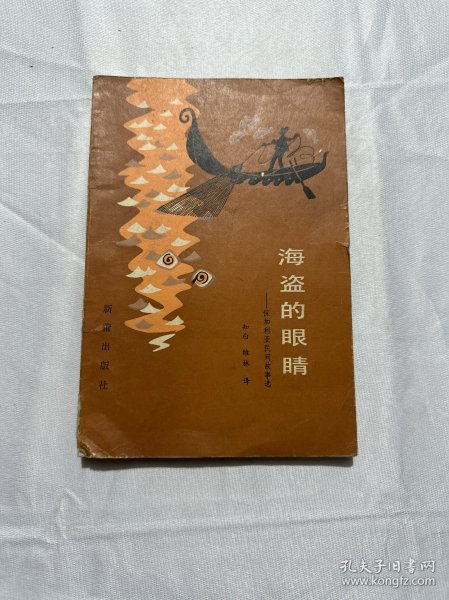 海盗的眼睛
——保加利亚民间故事选
知白 维林 译
新蕾出版社
孔夫子旧书网
www.kongfz.com